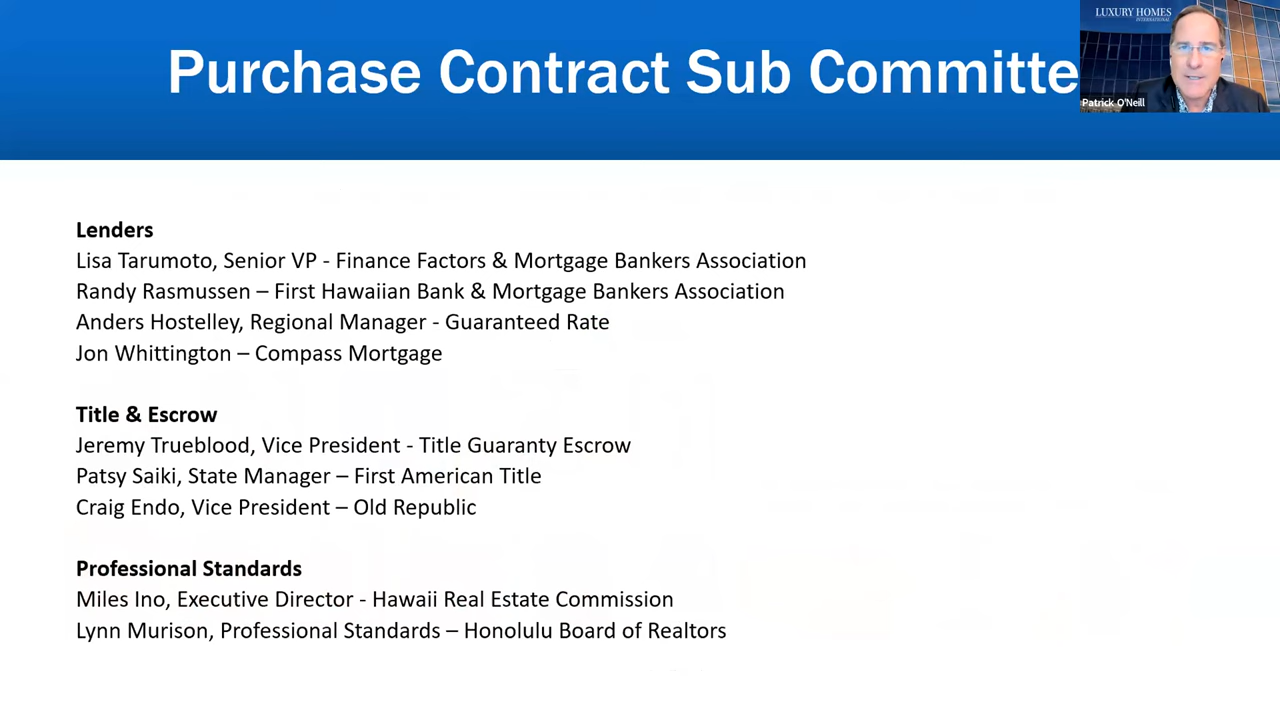 Purchase Contract Sub Committe
LUXURY HOMES
INTERNATIONAL
Patrick O'Neill
Lenders
Lisa Tarumoto, Senior VP - Finance Factors & Mortgage Bankers Association
Randy Rasmussen – First Hawaiian Bank & Mortgage Bankers Association
Anders Hostelley, Regional Manager - Guaranteed Rate
Jon Whittington – Compass Mortgage
Title & Escrow
Jeremy Trueblood, Vice President - Title Guaranty Escrow
Patsy Saiki, State Manager – First American Title
Craig Endo, Vice President – Old Republic
Professional Standards
Miles Ino, Executive Director - Hawaii Real Estate Commission
Lynn Murison, Professional Standards – Honolulu Board of Realtors